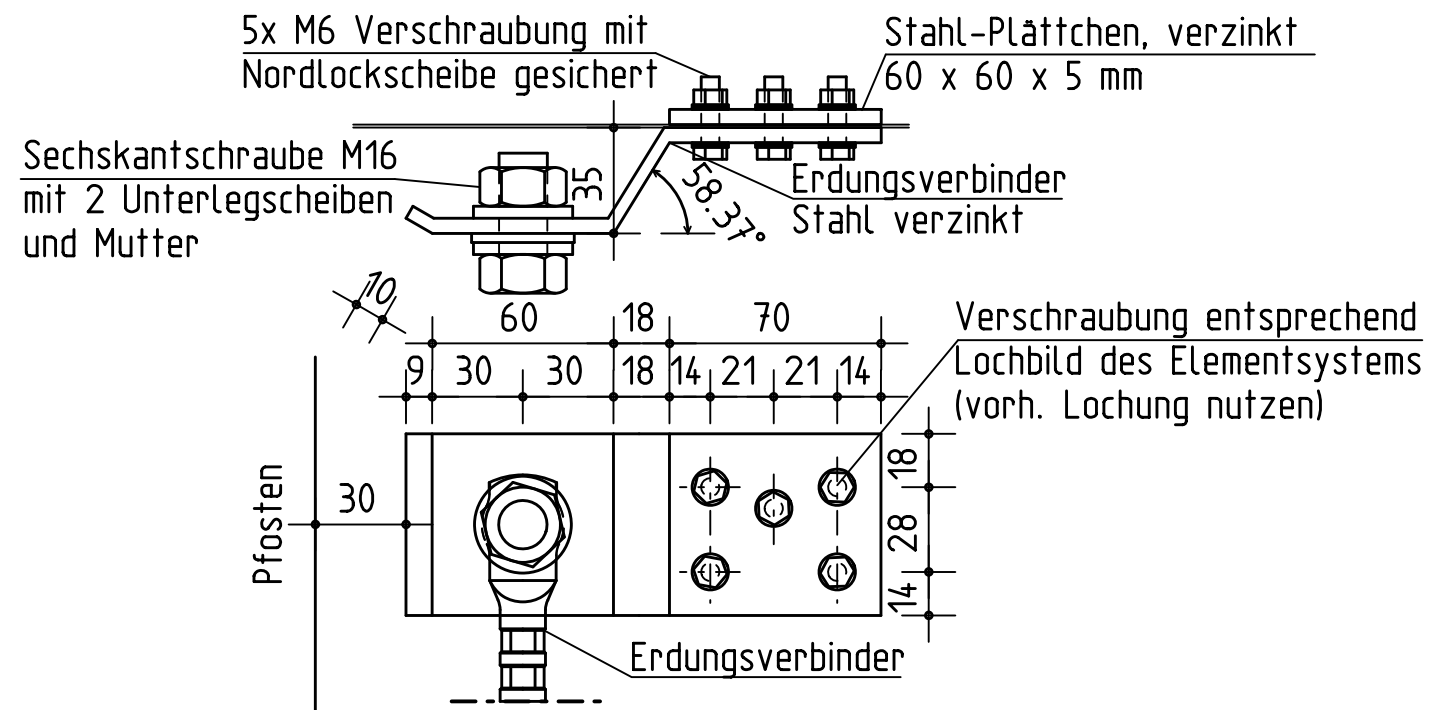 5x M6 Verschraubung mit
Nordlockscheibe gesichert
Stahl-Plättchen, verzinkt
60 x 60 x 5 mm
Sechskantschraube M16
mit 2 Unterlegscheiben
und Mutter
35
58.37°
Erdungsverbinder
Stahl verzinkt
10
60 18 70
9 30 30 18 14 21 21 14
Verschraubung entsprechend
Lochbild des Elementsystems
(vorh. Lochung nutzen)
Pfosten
30
18
28
14
Erdungsverbinder